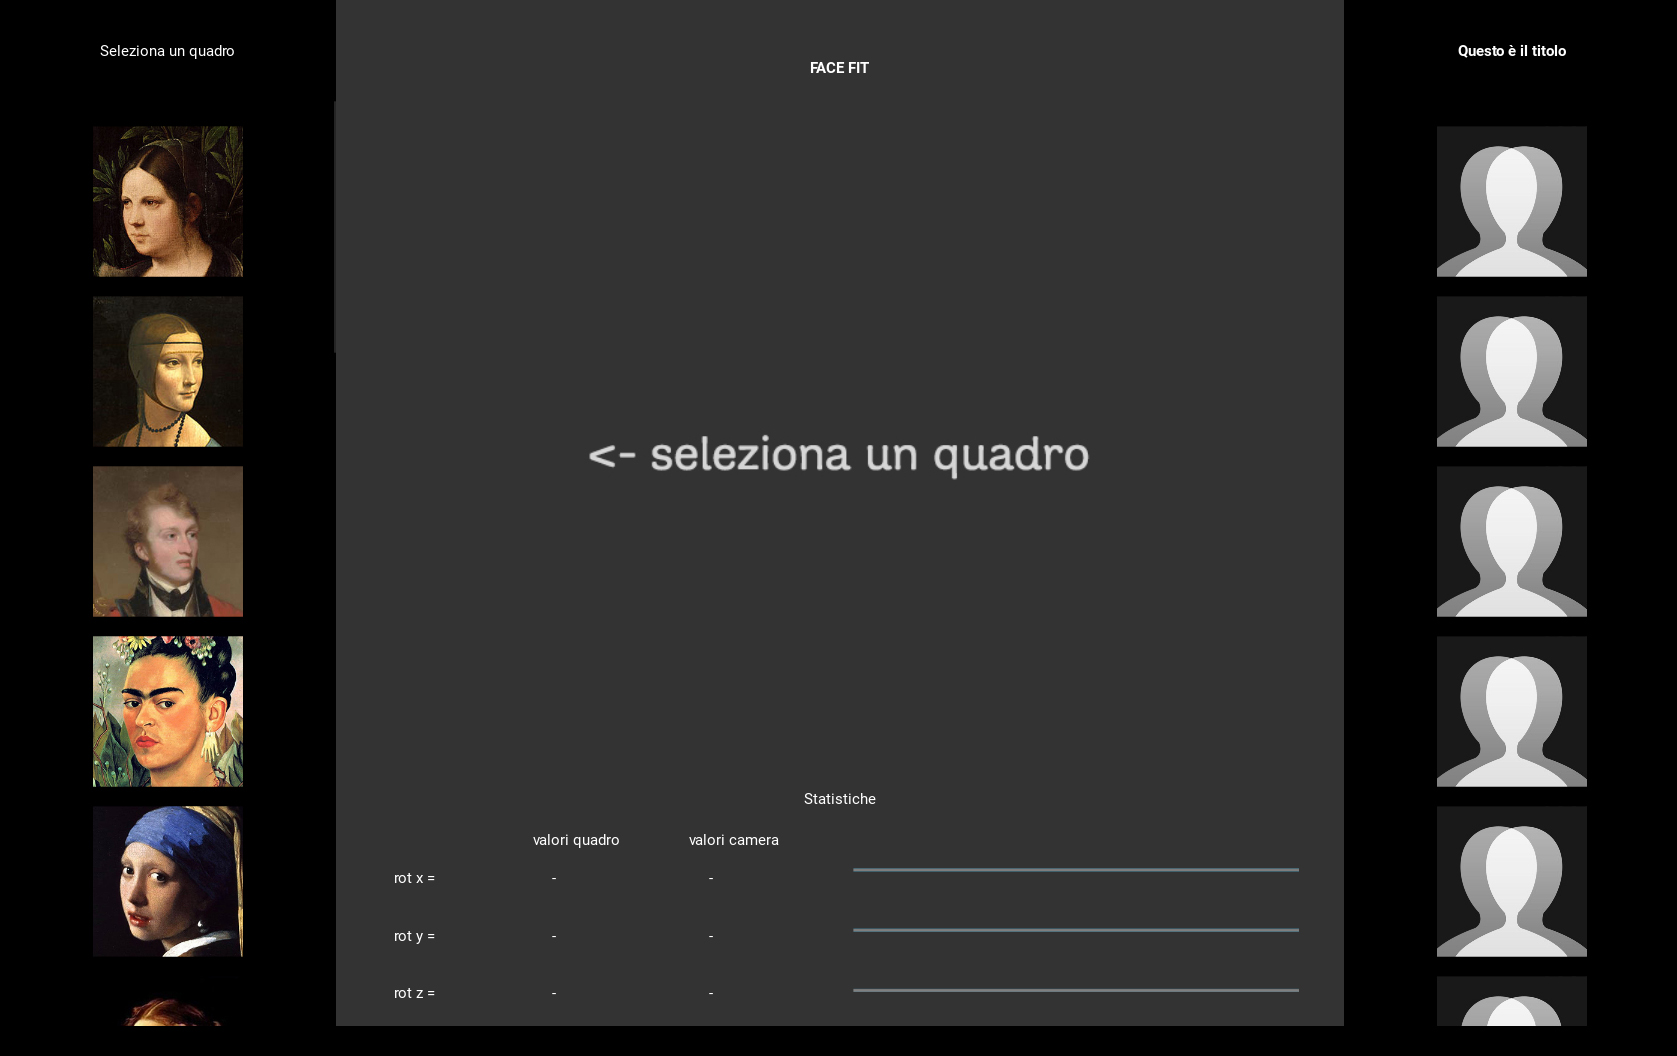 Seleziona un quadro
FACE FIT
Questo è il titolo
<- seleziona un quadro
Statistiche
valori quadro valori camera
rot x = - -
rot y = - -
rot z = - -